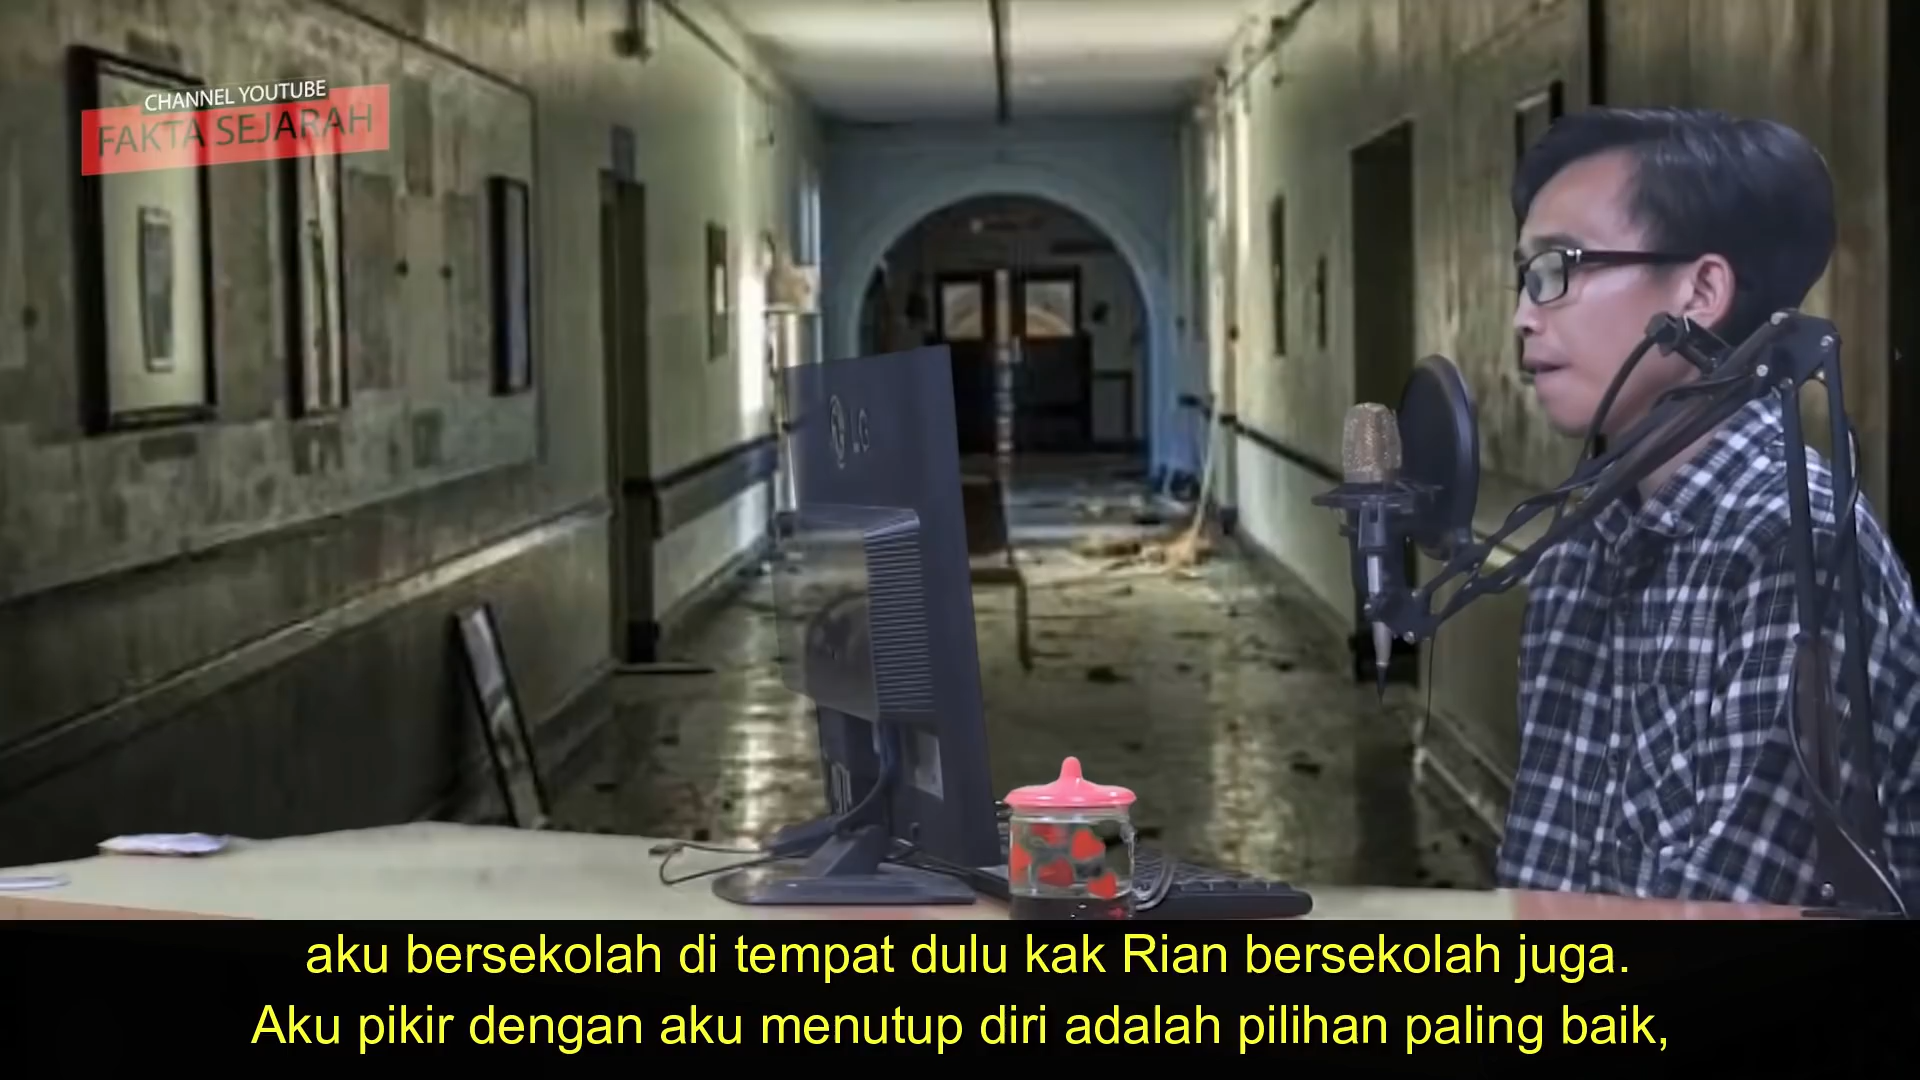 CHANNEL YOUTUBE
FAKTA SEJARAH
LG
aku bersekolah di tempat dulu kak Rian bersekolah juga.
Aku pikir dengan aku menutup diri adalah pilihan paling baik,